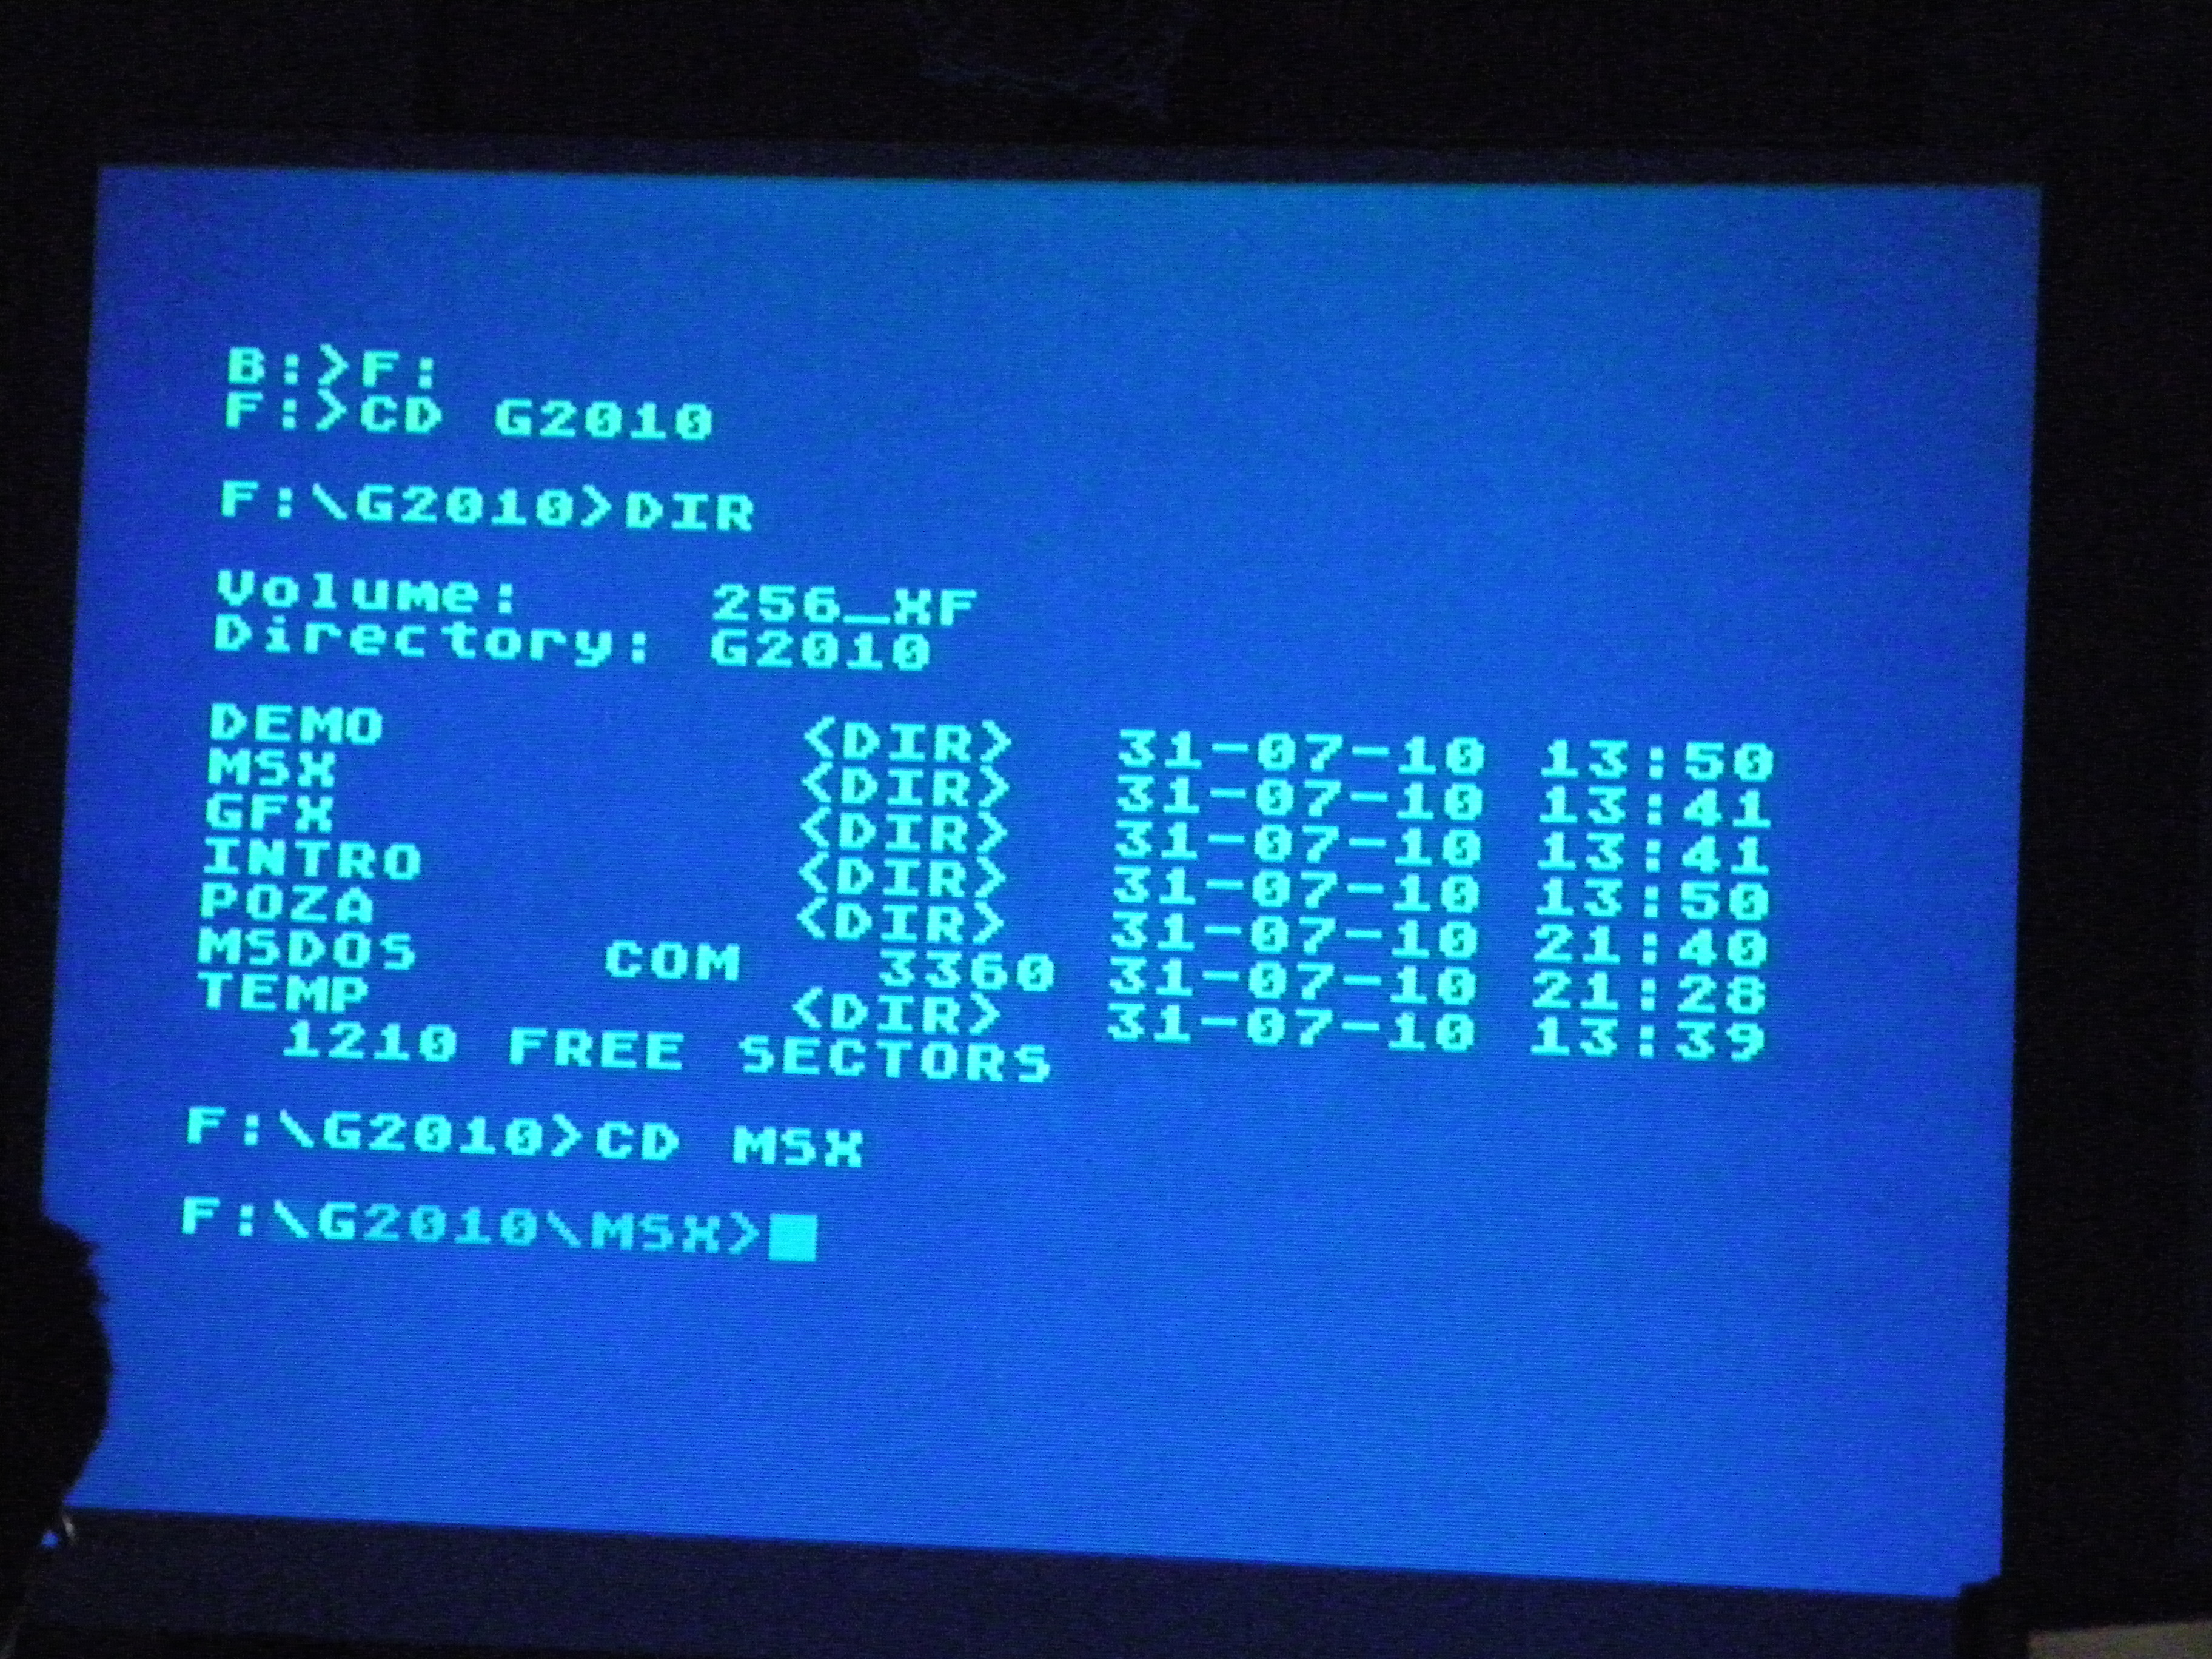 B:>F:
F:>CD G2010
F:\G2010>DIR
Volume: 256_XF
Directory: G2010
DEMO <DIR> 31-07-10 13:50
MSX <DIR> 31-07-10 13:41
GFX <DIR> 31-07-10 13:41
INTRO <DIR> 31-07-10 13:50
POZA <DIR> 31-07-10 21:40
MSDOS COM 3360 31-07-10 21:28
TEMP <DIR> 31-07-10 13:39
1210 FREE SECTORS
F:\G2010>CD MSX
F:\G2010\MSX>